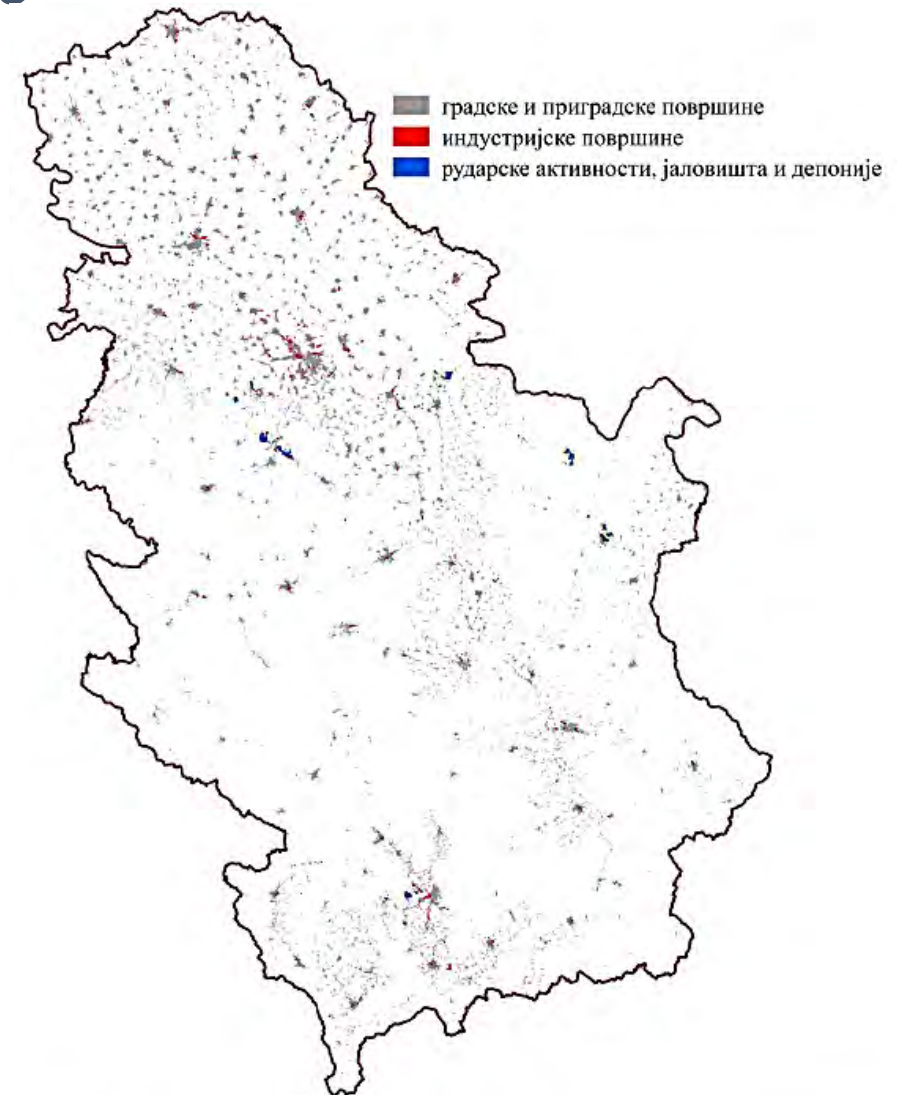 градске и приградске површине
индустријске површине
рударске активности, јаловишта и депоније